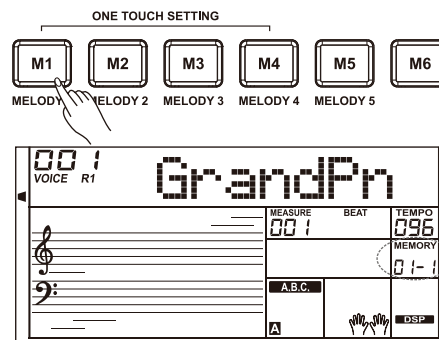 ONE TOUCH SETTING
M1 M2 M3 M4 M5 M6
MELODY MELODY 2 MELODY 3 MELODY 4 MELODY 5
001 GrandPn
VOICE R1
MEASURE BEAT TEMPO
001 096
MEMORY
01-1
A.B.C.
A DSP